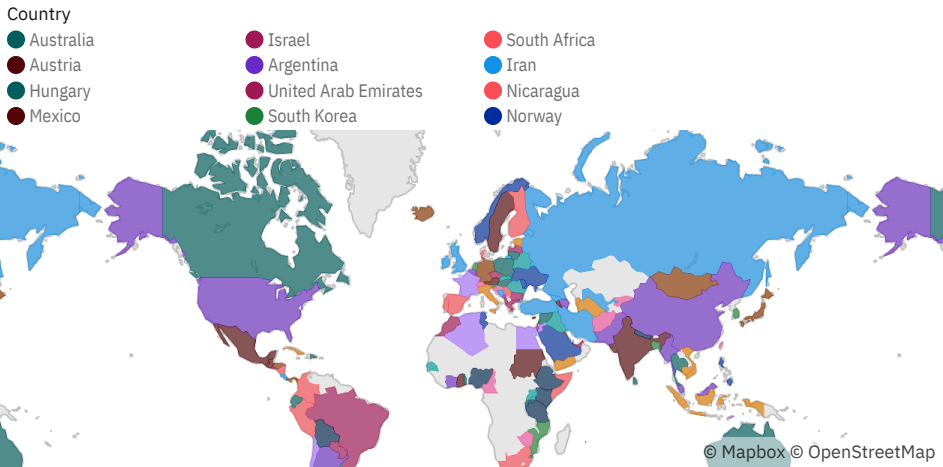 Country
Australia
Austria
Hungary
Mexico
Israel
Argentina
United Arab Emirates
South Korea
South Africa
Iran
Nicaragua
Norway
© Mapbox © OpenStreetMap